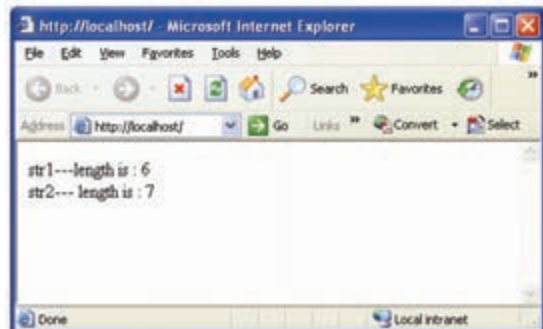 http://localhost/ - Microsoft Internet Explorer
File Edit View Favorites Tools Help
Back Search Favorites »
Address http://localhost/ Go Links » Convert Select
str1---length is : 6
str2--- length is : 7
Done Local intranet